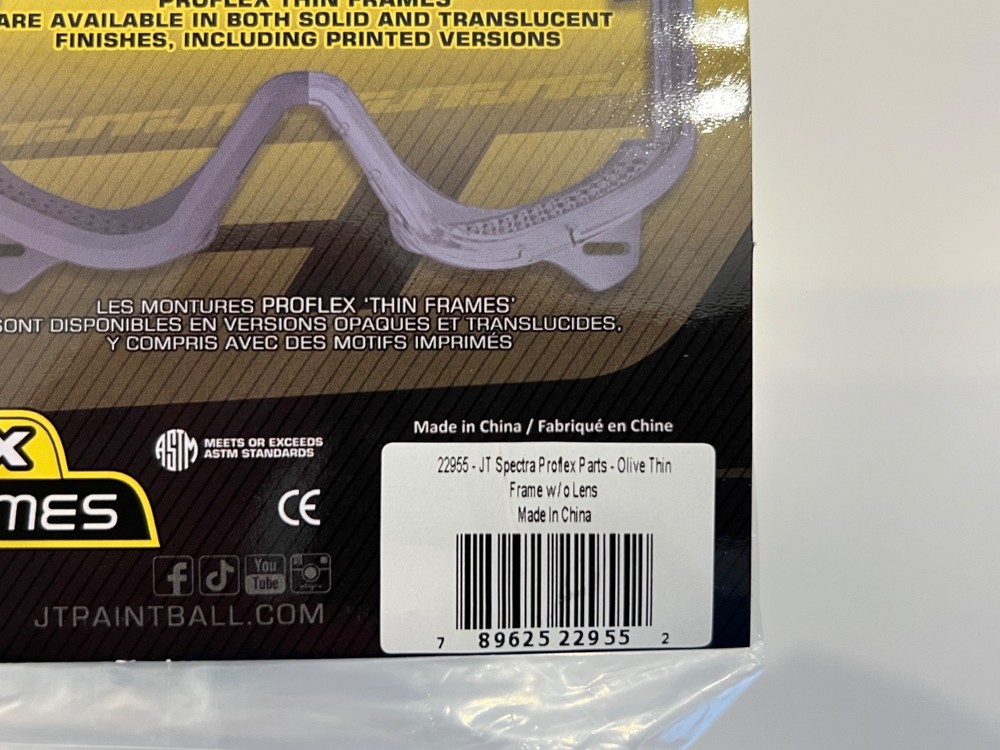 PROFLEX THIN FRAMES
ARE AVAILABLE IN BOTH SOLID AND TRANSLUCENT
FINISHES, INCLUDING PRINTED VERSIONS
LES MONTURES PROFLEX 'THIN FRAMES'
SONT DISPONIBLES EN VERSIONS OPAQUES ET TRANSLUCIDES,
Y COMPRIS AVEC DES MOTIFS IMPRIMÉS
X
MES
ASTM
MEETS OR EXCEEDS
ASTM STANDARDS
CE
You
Tube
JTPAINTBALL.COM
Made in China / Fabriqué en Chine
22955 - JT Spectra Proflex Parts - Olive Thin
Frame w/o Lens
Made In China
7 89625 22955 2